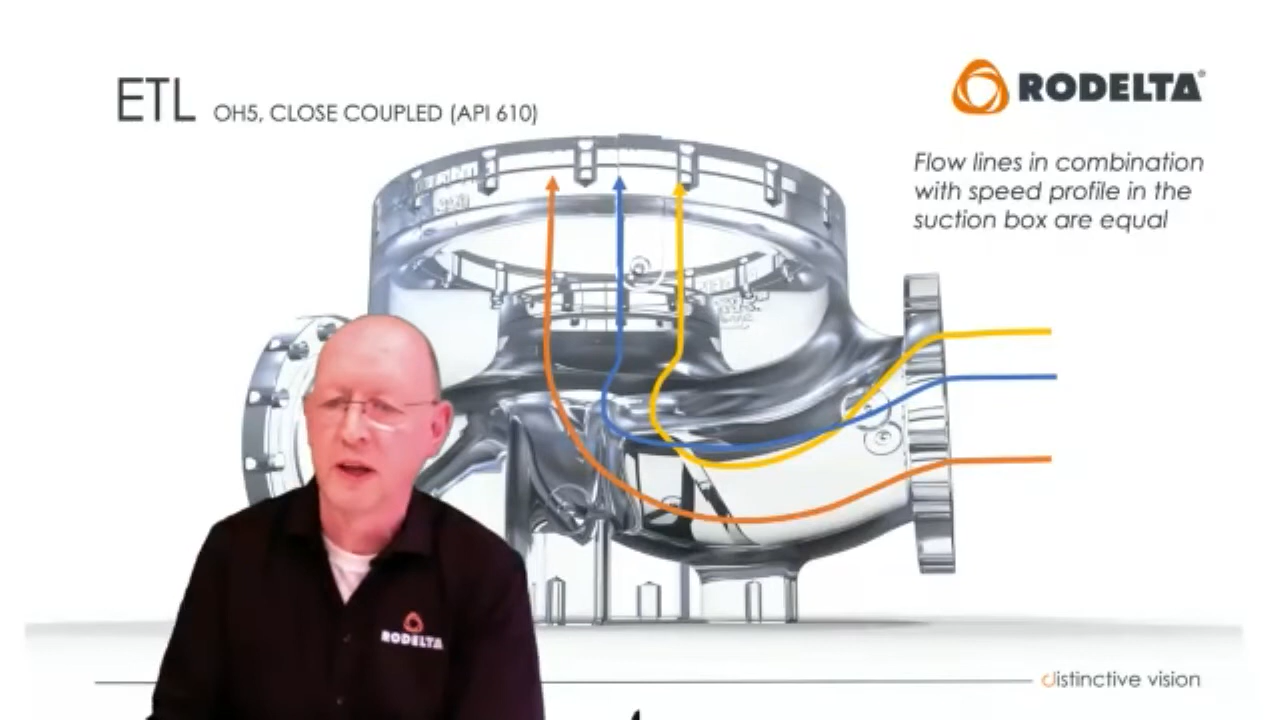 ETL OH5, CLOSE COUPLED (API 610)
RODELTA®
Flow lines in combination
with speed profile in the
suction box are equal
RODELTA
distinctive vision